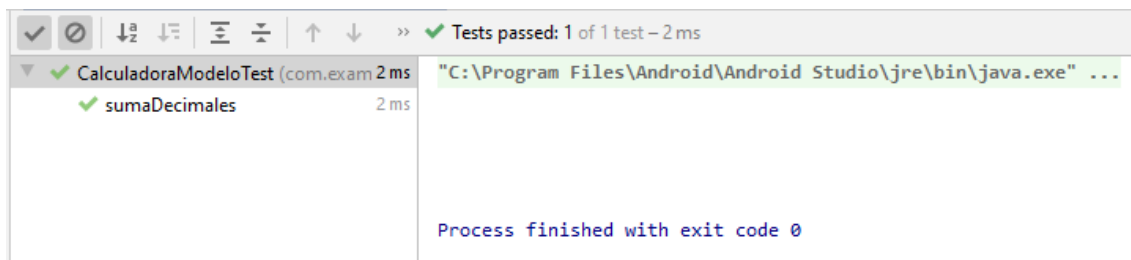 » Tests passed: 1 of 1 test – 2 ms
CalculadoraModeloTest (com.exam 2 ms
sumaDecimales 2 ms
"C:\Program Files\Android\Android Studio\jre\bin\java.exe" ...
Process finished with exit code 0